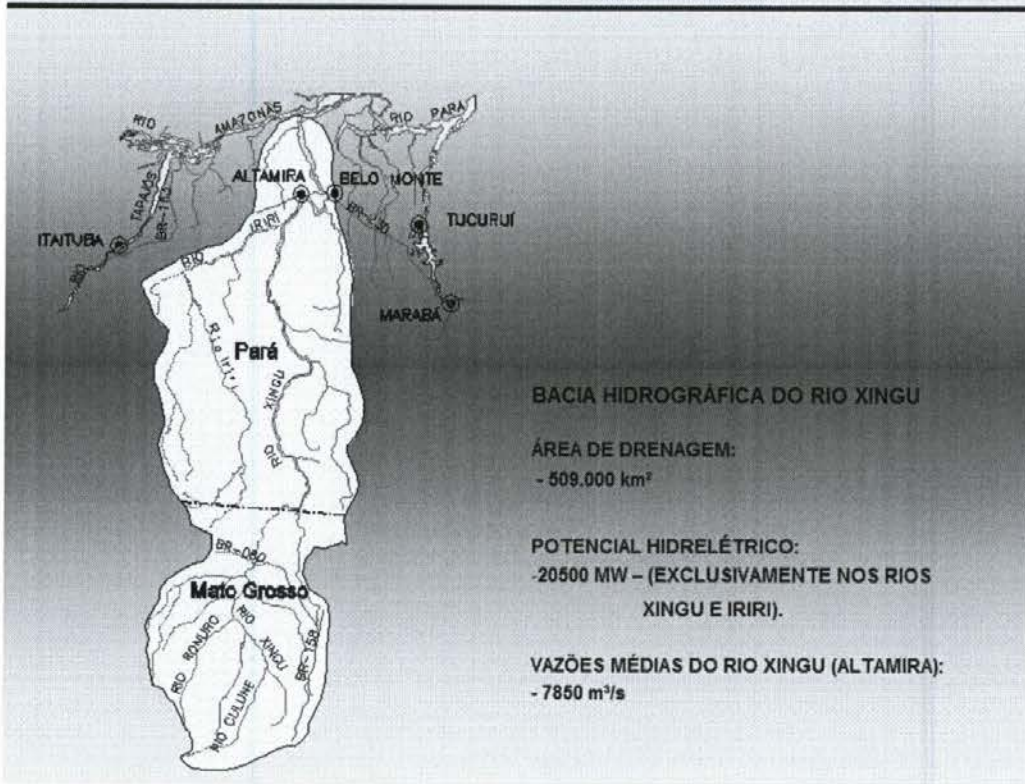 RIO
AMAZONAS
RIO PARÁ
TAPAJÓS
BR-163
ALTAMIRA
BELO MONTE
TUCURUÍ
IRIRI
RIO
ITAITUBA
RIO
MARABÁ
Rio Iriri
Pará
XINGU
RIO
BR-080
Mato Grosso
RIO RONURO
RIO XINGU
BR-158
RIO CULUNE
BACIA HIDROGRÁFICA DO RIO XINGU
ÁREA DE DRENAGEM:
- 509.000 km²
POTENCIAL HIDRELÉTRICO:
-20500 MW – (EXCLUSIVAMENTE NOS RIOS
XINGU E IRIRI).
VAZÕES MÉDIAS DO RIO XINGU (ALTAMIRA):
- 7850 m³/s